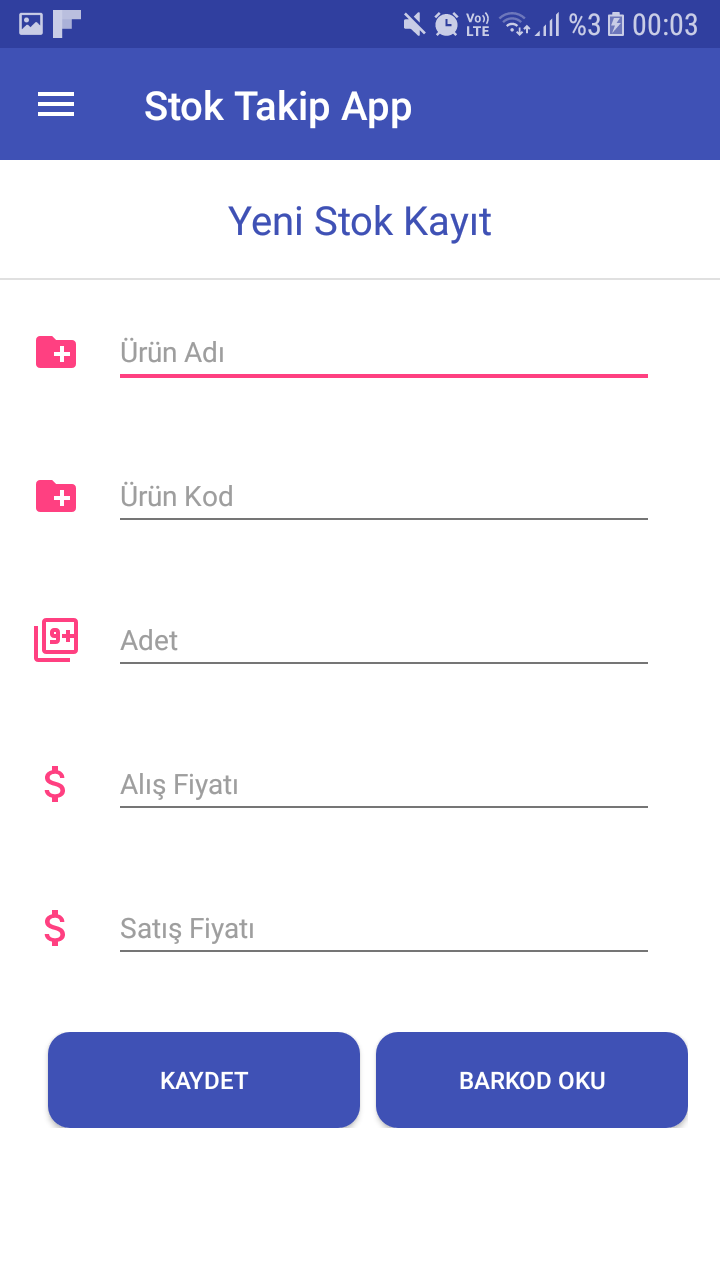 Vo)) LTE %3 00:03
Stok Takip App
Yeni Stok Kayıt
Ürün Adı
Ürün Kod
9+ Adet
$ Alış Fiyatı
$ Satış Fiyatı
KAYDET BARKOD OKU